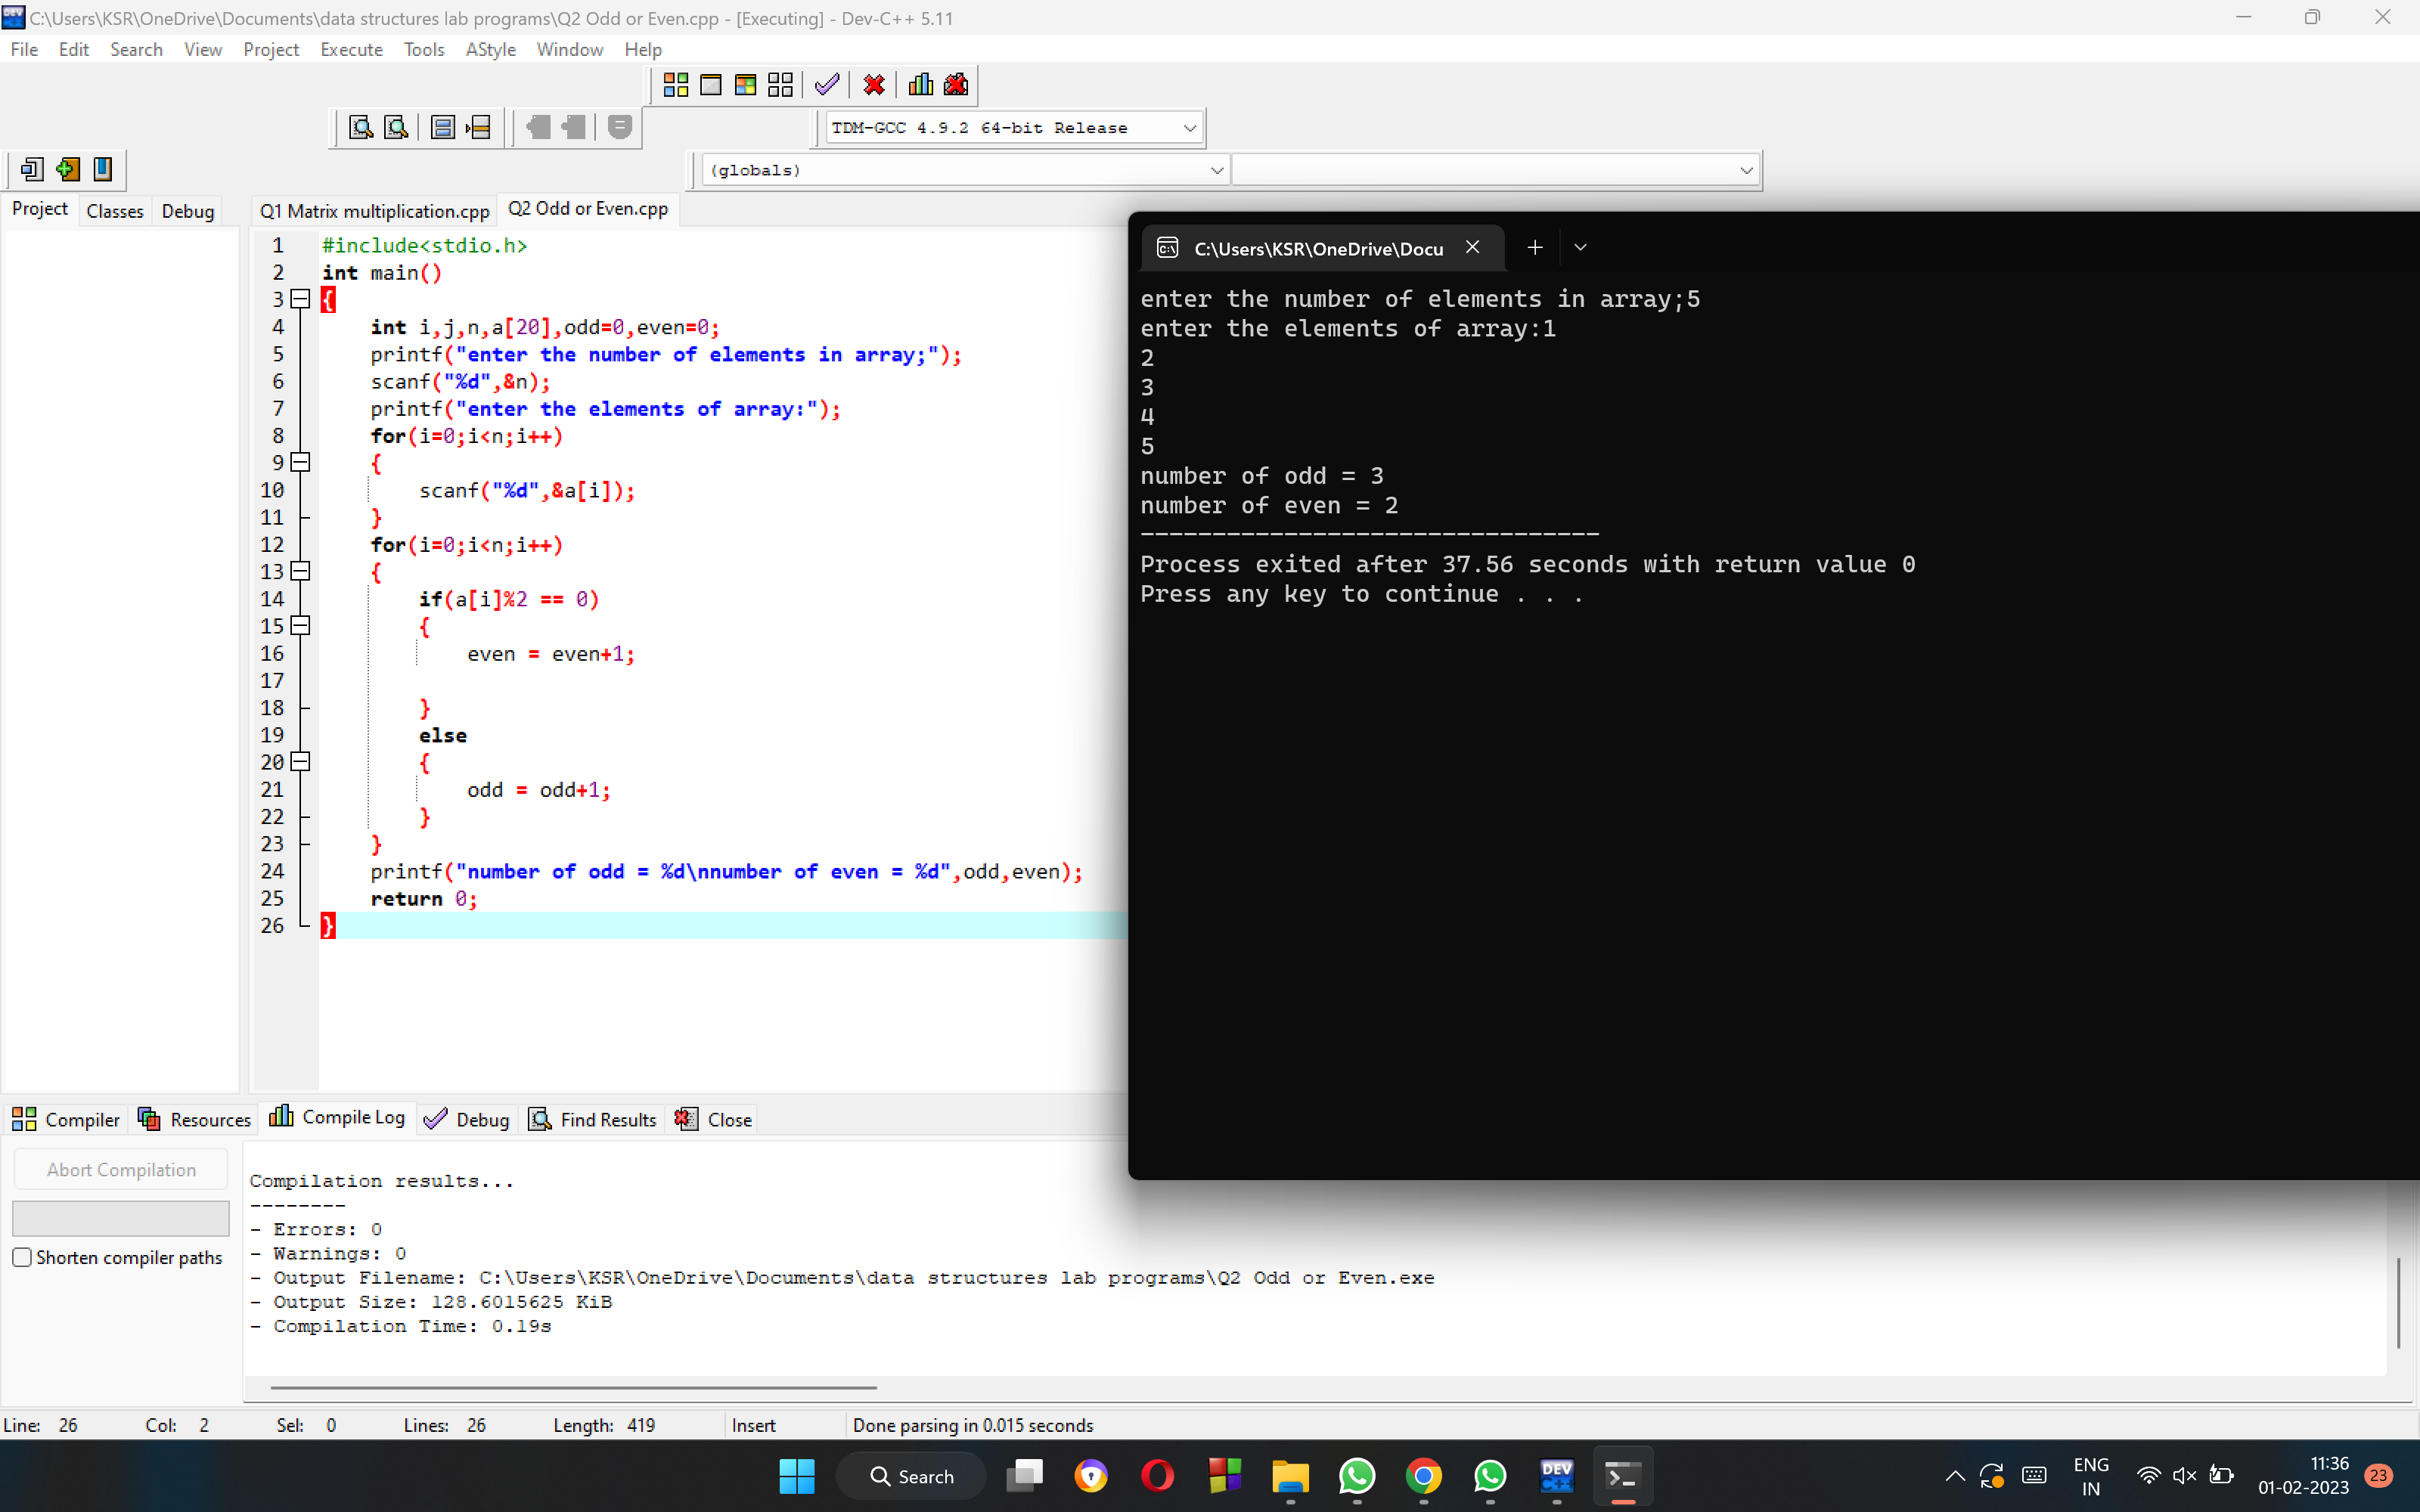 C:\Users\KSR\OneDrive\Documents\data structures lab programs\Q2 Odd or Even.cpp - [Executing] - Dev-C++ 5.11
File Edit Search View Project Execute Tools AStyle Window Help
TDM-GCC 4.9.2 64-bit Release
(globals)
Project Classes Debug
Q1 Matrix multiplication.cpp Q2 Odd or Even.cpp
1 #include<stdio.h>
2 int main()
3 {
4 int i,j,n,a[20],odd=0,even=0;
5 printf("enter the number of elements in array;");
6 scanf("%d",&n);
7 printf("enter the elements of array:");
8 for(i=0;i<n;i++)
9 {
10 scanf("%d",&a[i]);
11 }
12 for(i=0;i<n;i++)
13 {
14 if(a[i]%2 == 0)
15 {
16 even = even+1;
17
18 }
19 else
20 {
21 odd = odd+1;
22 }
23 }
24 printf("number of odd = %d\nnumber of even = %d",odd,even);
25 return 0;
26 }
C:\Users\KSR\OneDrive\Docu
enter the number of elements in array;5
enter the elements of array:1
2
3
4
5
number of odd = 3
number of even = 2
--------------------------------
Process exited after 37.56 seconds with return value 0
Press any key to continue . . .
Compiler Resources Compile Log Debug Find Results Close
Abort Compilation
Shorten compiler paths
Compilation results...
--------
- Errors: 0
- Warnings: 0
- Output Filename: C:\Users\KSR\OneDrive\Documents\data structures lab programs\Q2 Odd or Even.exe
- Output Size: 128.6015625 KiB
- Compilation Time: 0.19s
Line: 26 Col: 2 Sel: 0 Lines: 26 Length: 419 Insert Done parsing in 0.015 seconds
Search
DEV C++
ENG
IN
11:36
01-02-2023
23